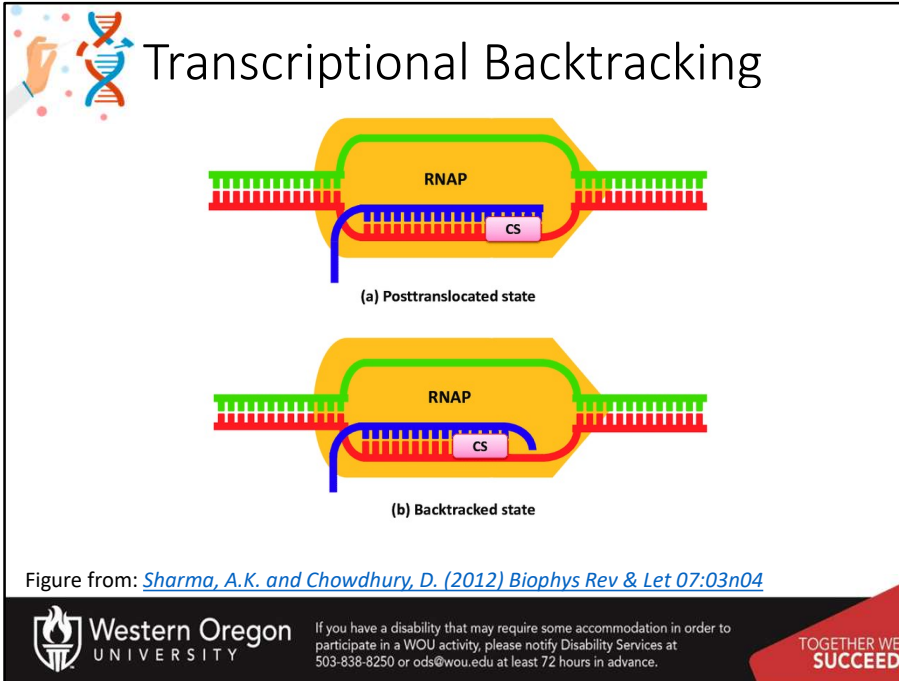 Transcriptional Backtracking
RNAP
CS
(a) Posttranslocated state
RNAP
CS
(b) Backtracked state
Figure from: Sharma, A.K. and Chowdhury, D. (2012) Biophys Rev & Let 07:03n04
Western Oregon
UNIVERSITY
If you have a disability that may require some accommodation in order to
participate in a WOU activity, please notify Disability Services at
503-838-8250 or ods@wou.edu at least 72 hours in advance.
TOGETHER WE
SUCCEED